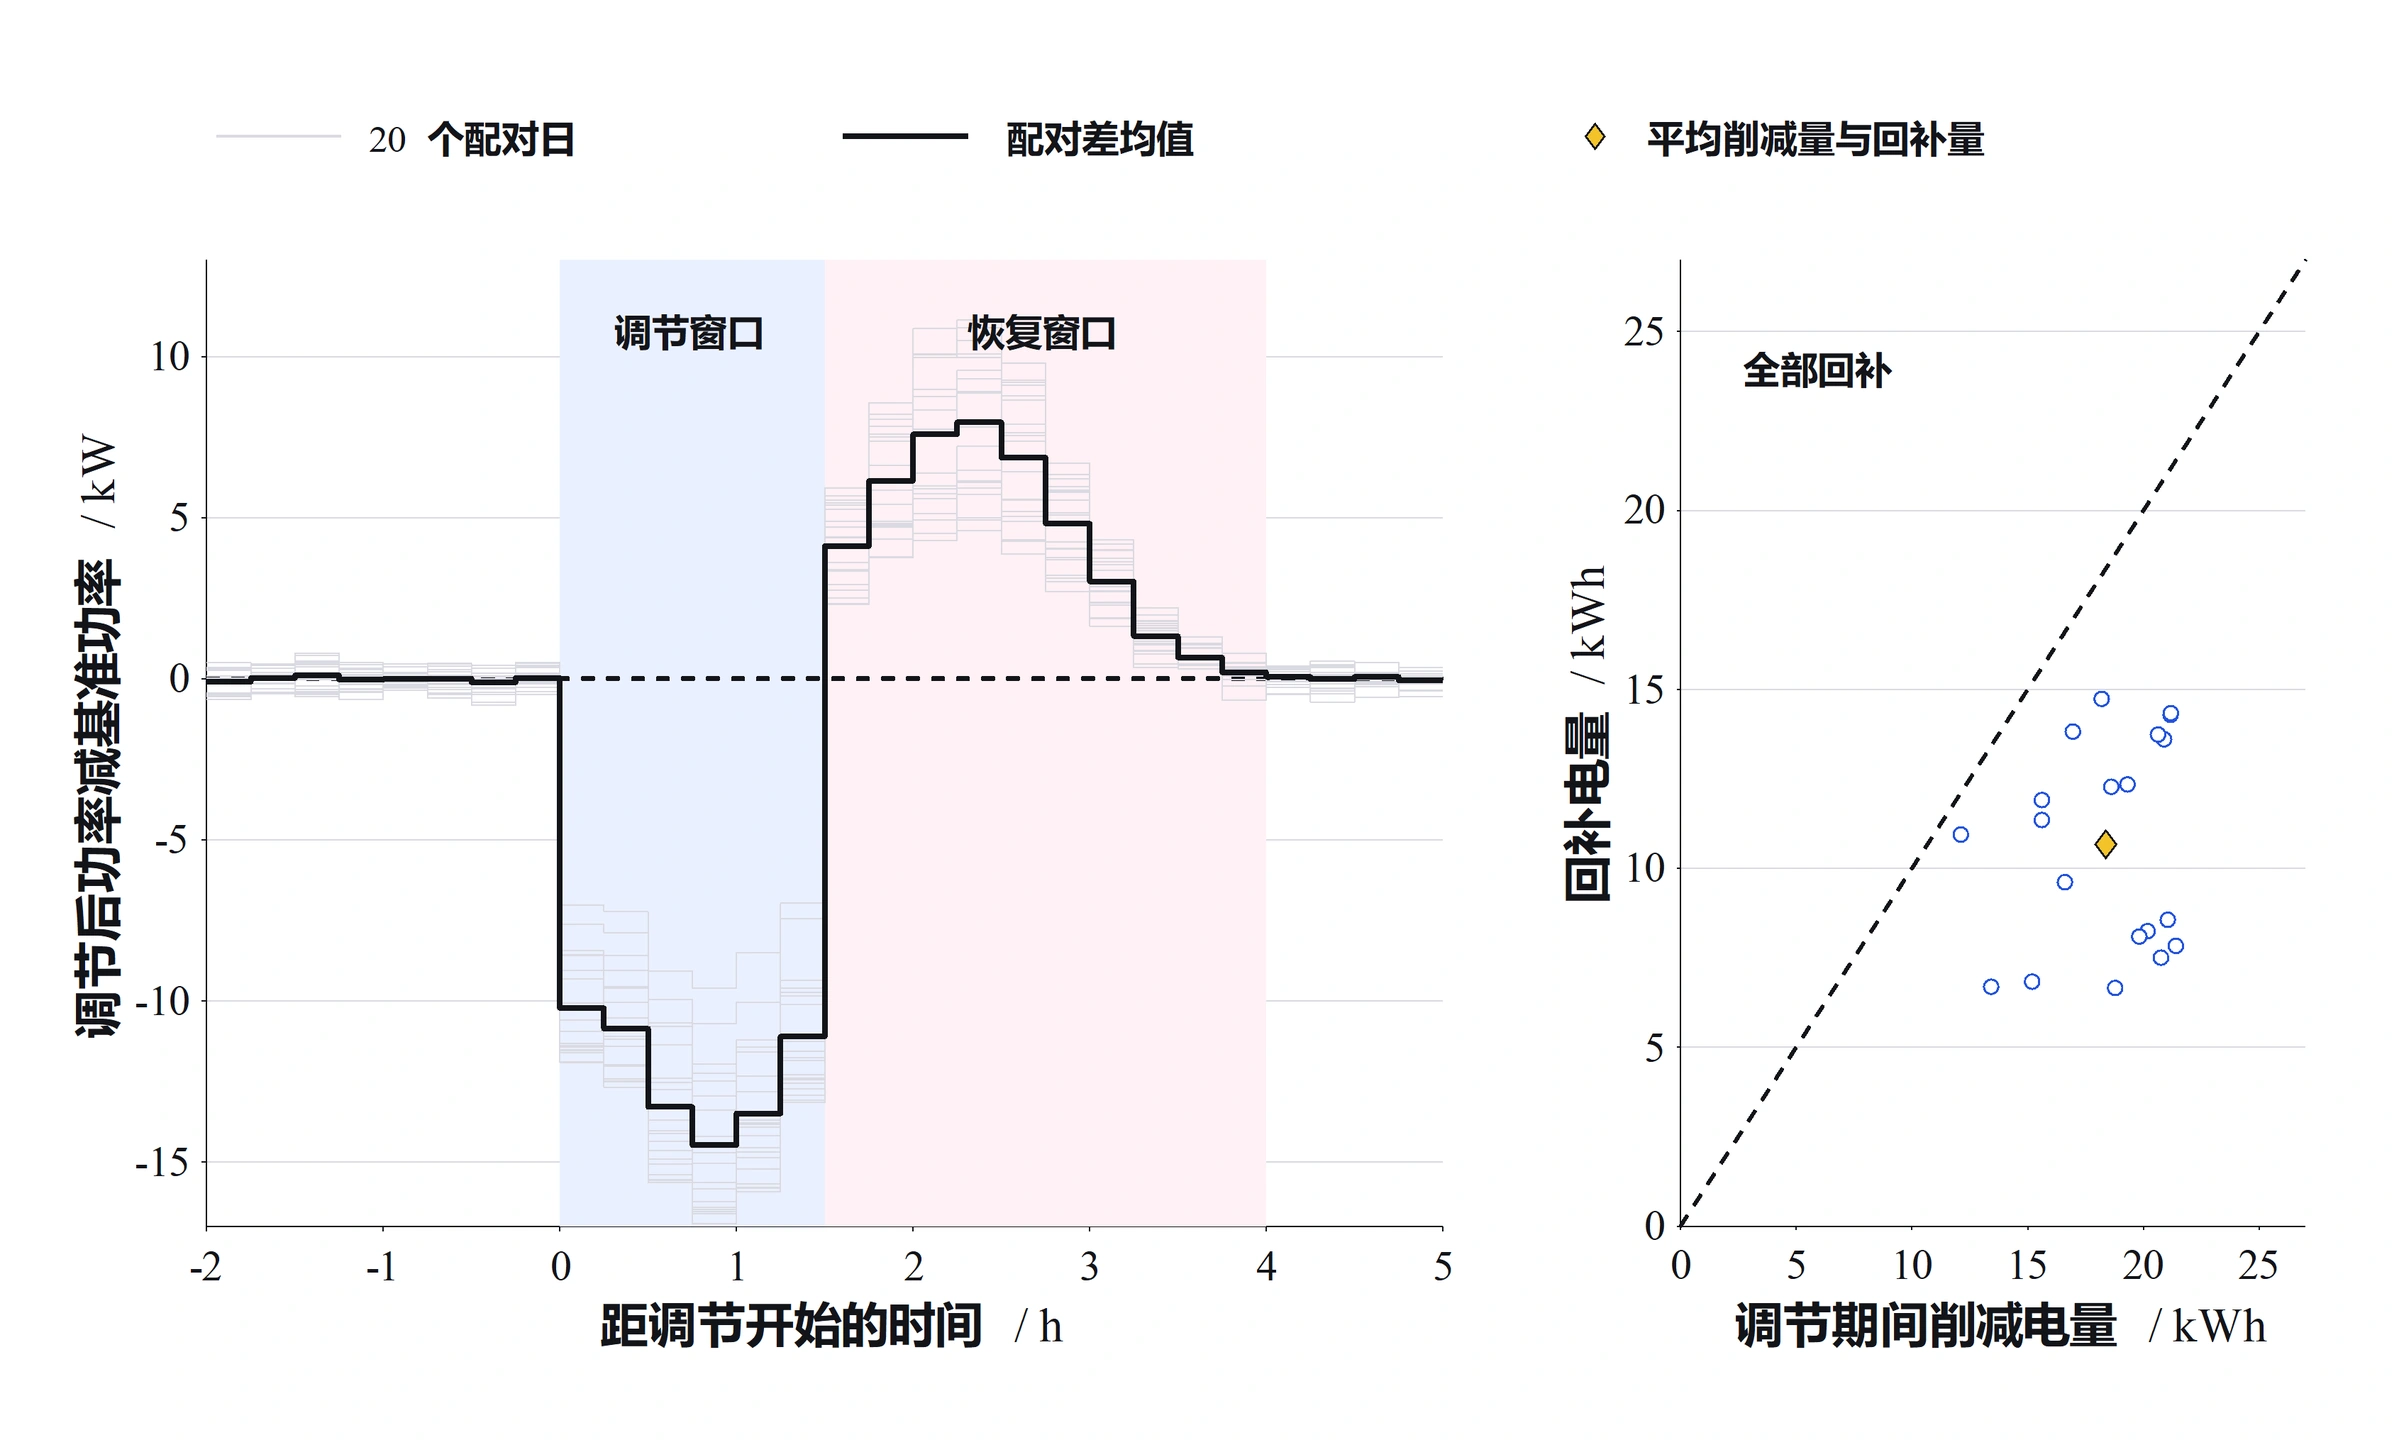 20 个配对日
配对差均值
平均削减量与回补量
调节后功率减基准功率 / kW
10
5
0
-5
-10
-15
调节窗口
恢复窗口
-2
-1
0
1
2
3
4
5
距调节开始的时间 / h
回补电量 / kWh
25
20
15
10
5
0
全部回补
0
5
10
15
20
25
调节期间削减电量 / kWh